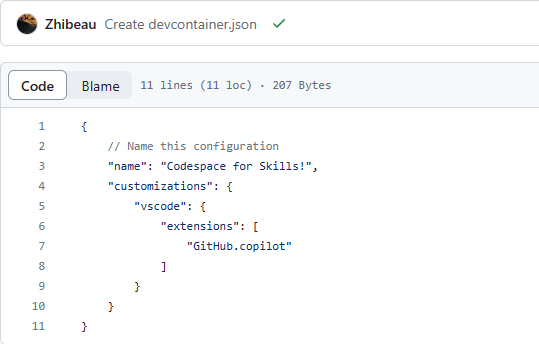 Zhibeau Create devcontainer.json
Code Blame 11 lines (11 loc) · 207 Bytes
1 {
2 // Name this configuration
3 "name": "Codespace for Skills!",
4 "customizations": {
5 "vscode": {
6 "extensions": [
7 "GitHub.copilot"
8 ]
9 }
10 }
11 }